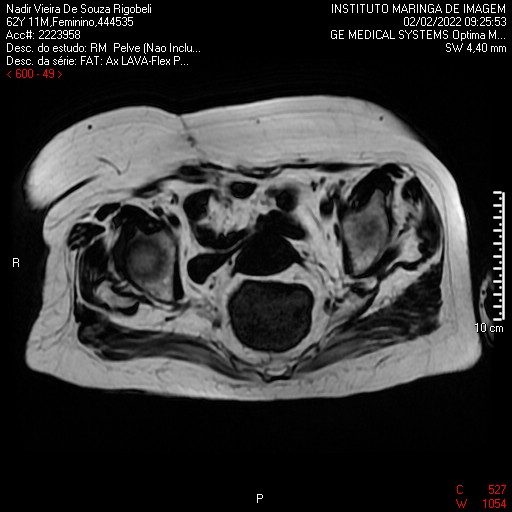 Nadir Vieira De Souza Rigobeli
62Y 11M,Feminino,444535
Acc#: 2223958
Desc. do estudo: RM Pelve (Nao Inclu...
Desc. da série: FAT: Ax LAVA-Flex P...
< 600 - 49 >
INSTITUTO MARINGA DE IMAGEM
02/02/2022 09:25:53
GE MEDICAL SYSTEMS Optima M...
SW 4,40 mm
R
10 cm
P
C 527
W 1054